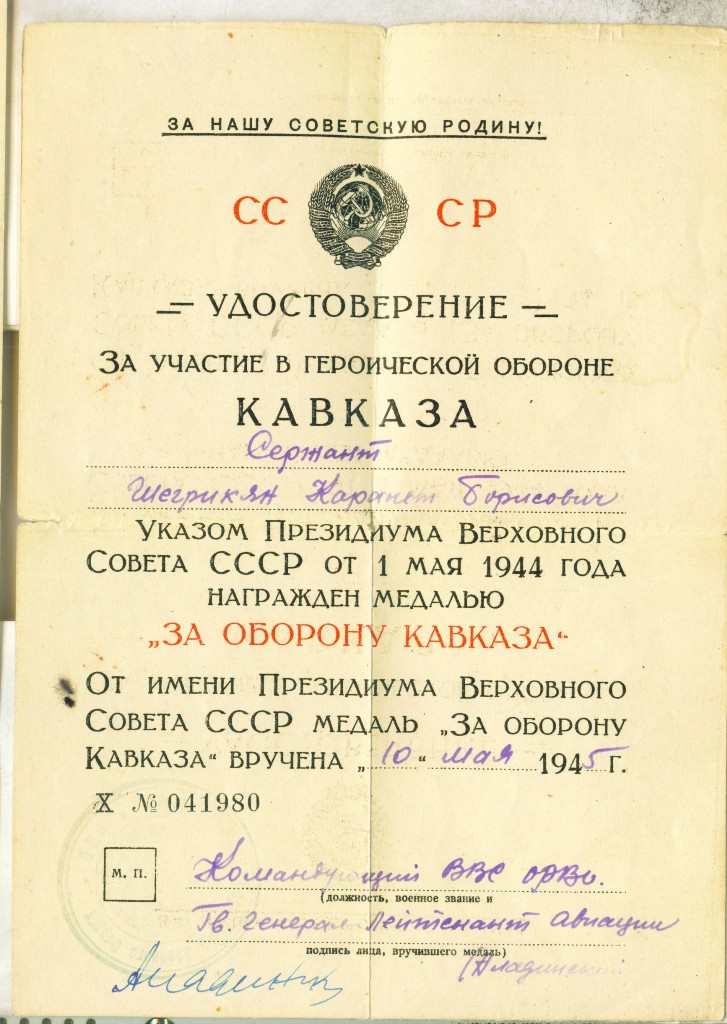 ЗА НАШУ СОВЕТСКУЮ РОДИНУ!
СС СР
УДОСТОВЕРЕНИЕ
ЗА УЧАСТИЕ В ГЕРОИЧЕСКОЙ ОБОРОНЕ
КАВКАЗА
Сержант
Шегрикян Карапет Борисович
УКАЗОМ ПРЕЗИДИУМА ВЕРХОВНОГО
СОВЕТА СССР ОТ 1 МАЯ 1944 ГОДА
НАГРАЖДЕН МЕДАЛЬЮ
„ЗА ОБОРОНУ КАВКАЗА“
ОТ ИМЕНИ ПРЕЗИДИУМА ВЕРХОВНОГО
СОВЕТА СССР МЕДАЛЬ „ЗА ОБОРОНУ
КАВКАЗА“ ВРУЧЕНА „10“ мая 1945 Г.
Х № 041980
М. П.
Командующий ВВС ОРВО.
(должность, военное звание и
Гв. Генерал Лейтенант Авиации
подпись лица, вручившего медаль)
(Аладинский